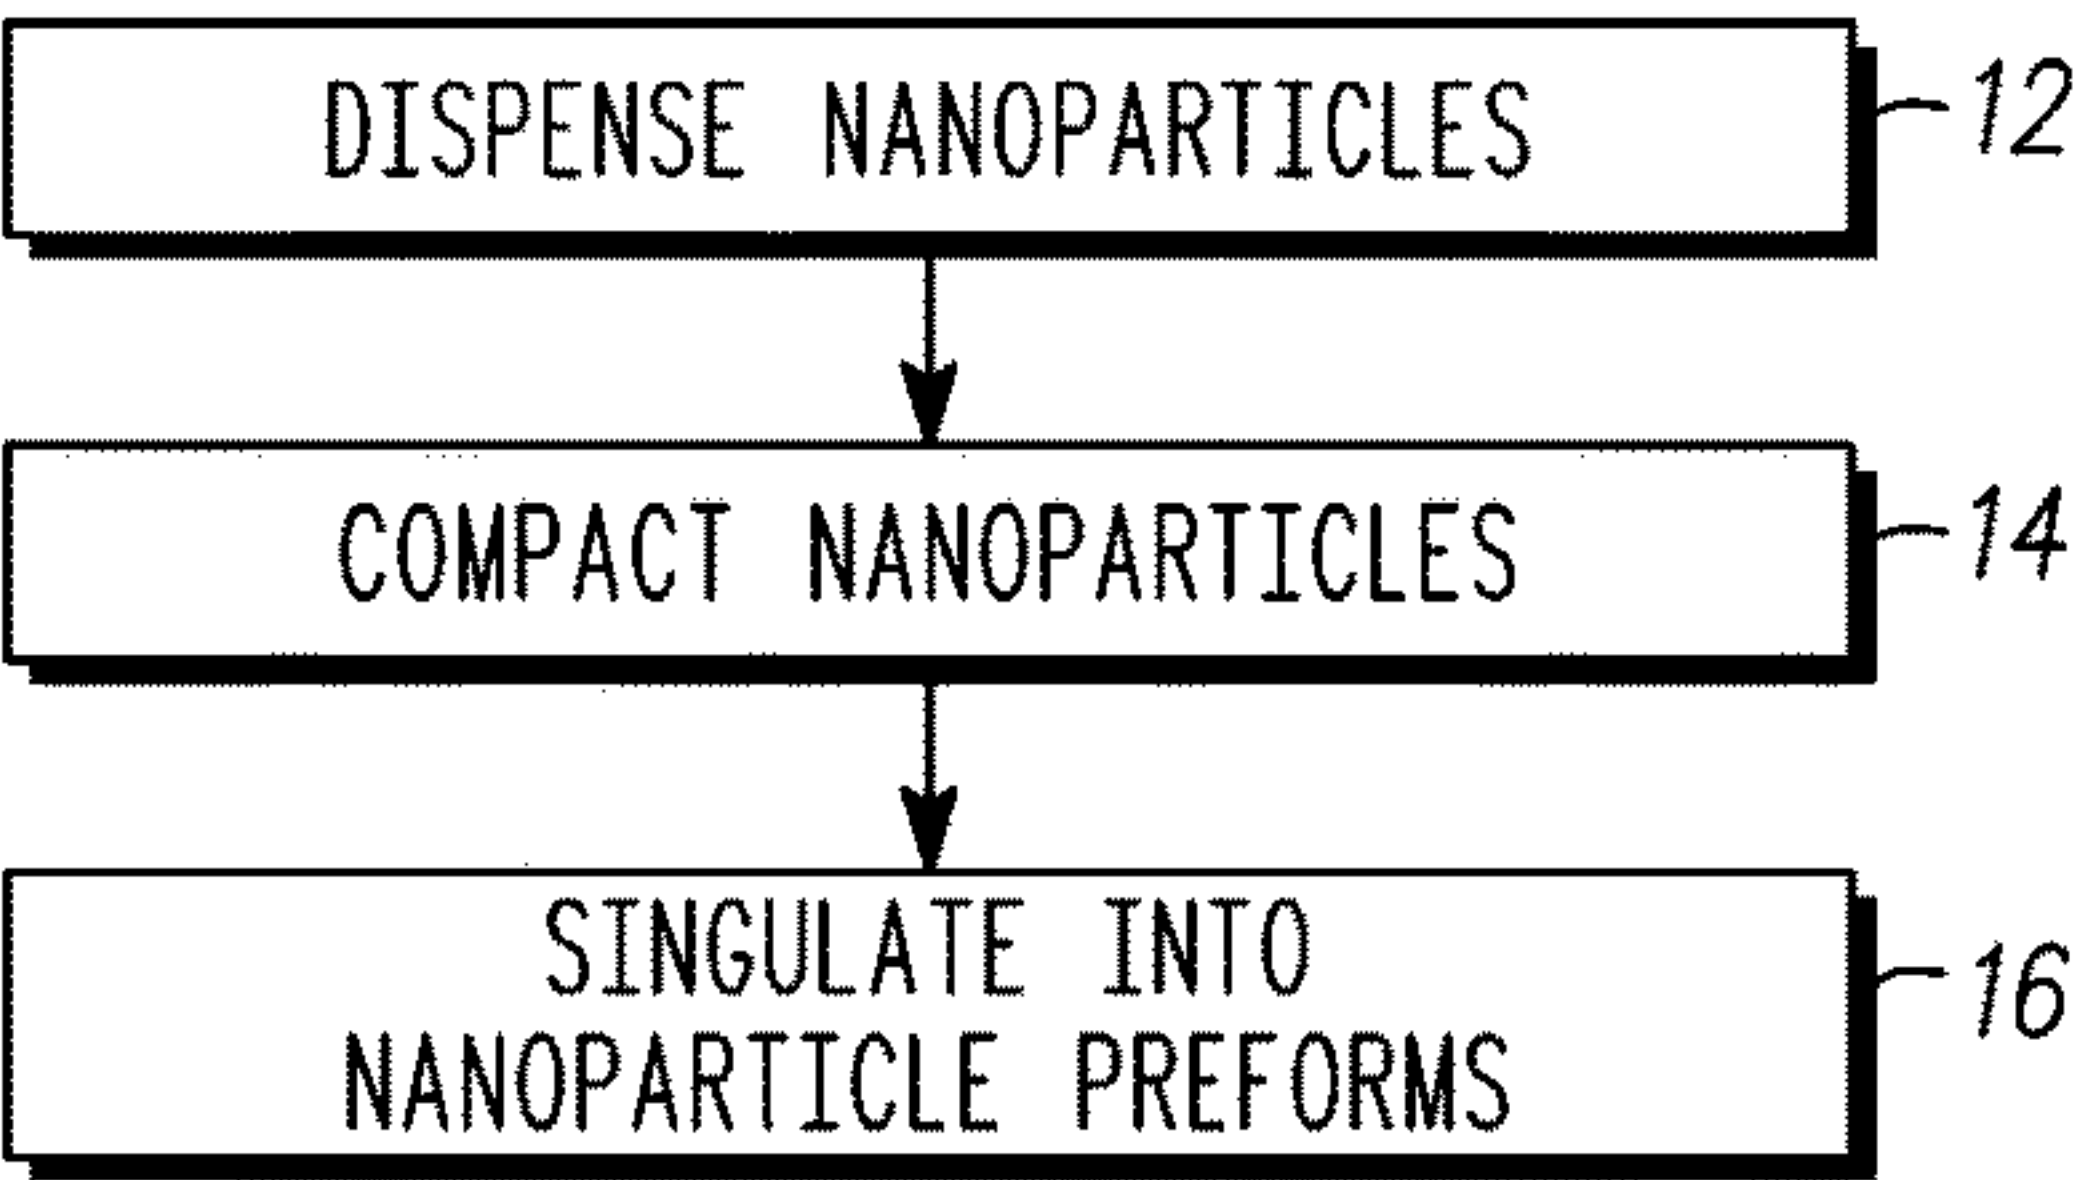 DISPENSE NANOPARTICLES 12
COMPACT NANOPARTICLES 14
SINGULATE INTO
NANOPARTICLE PREFORMS 16